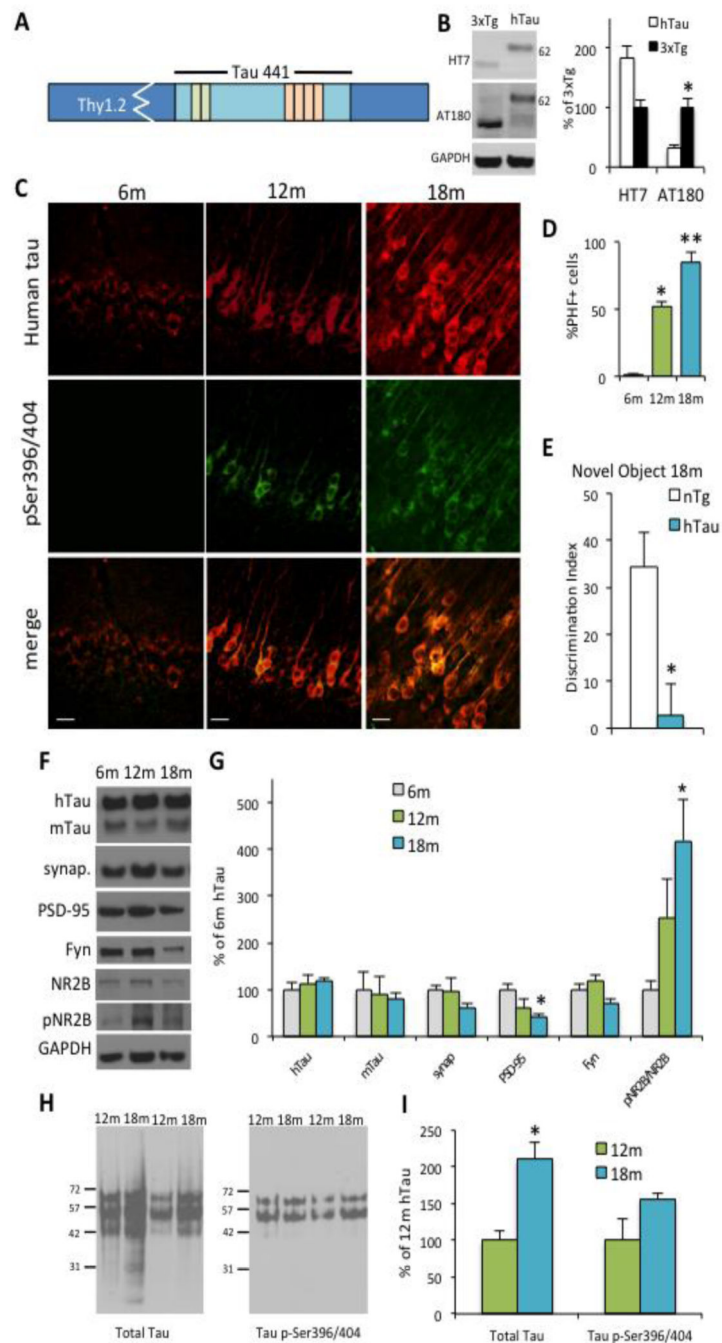 A
Tau 441
Thy1.2
B
3xTg hTau
HT7
62
AT180
62
GAPDH
hTau
3xTg
% of 3xTg
200
100
0
*
HT7 AT180
C
6m 12m 18m
Human tau
pSer396/404
merge
D
%PHF+ cells
100
50
0
*
**
6m 12m 18m
E
Novel Object 18m
nTg
hTau
Discrimination Index
50
40
30
20
10
0
*
F
6m 12m 18m
hTau
mTau
synap.
PSD-95
Fyn
NR2B
pNR2B
GAPDH
G
6m
12m
18m
% of 6m hTau
500
400
300
200
100
0
*
*
hTau mTau synap PSD-95 Fyn pNR2B/NR2B
H
12m 18m 12m 18m
72
57
42
31
Total Tau
12m 18m 12m 18m
72
57
42
31
Tau p-Ser396/404
I
12m
18m
% of 12m hTau
250
200
150
100
50
0
*
Total Tau Tau p-Ser396/404